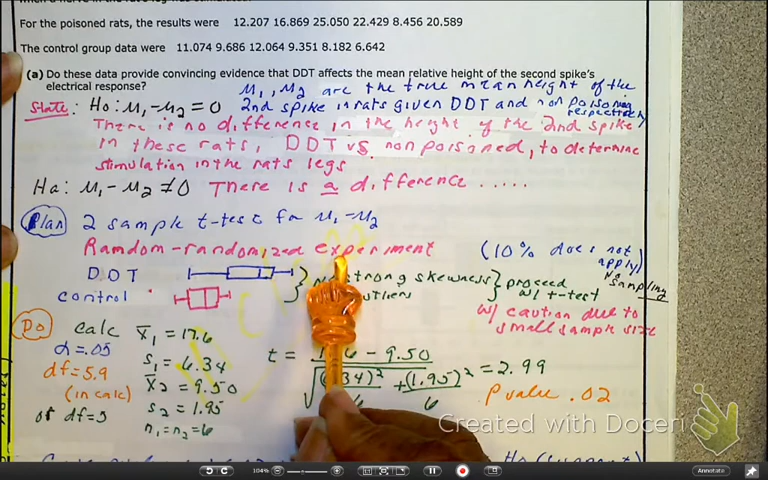 For the poisoned rats, the results were 12.207 16.869 25.050 22.429 8.456 20.589
The control group data were 11.074 9.686 12.064 9.351 8.182 6.642
(a) Do these data provide convincing evidence that DDT affects the mean relative height of the second spike's
electrical response?
μ1, μ2 are the true mean height of the
State: Ho: μ1-μ2 = 0 2nd spike in rats given DDT and non poisoning
respectively
There is no difference in the height of the 2nd spike
in these rats, DDT vs nonpoisoned, to determine
stimulation in the rats legs
Ha: μ1-μ2 ≠ 0 There is a difference .....
Plan 2 sample t-test for μ1-μ2
Ramdom-randomized experiment
(10% does not
apply)
No sampling
DDT
strong skewness
proceed
w/ t-test
control
w/ caution due to
small sample size
Do
calc x̄1 = 17.6
α=.05
s1 = 6.34
t =
- 9.50
= 2.99
df=5.9
(in calc)
x̄2 = 9.50
+ (1.95)²
6
P value .02
or df=5
s2 = 1.95
n1=n2=6
Created with Doceri
104%
Annotate